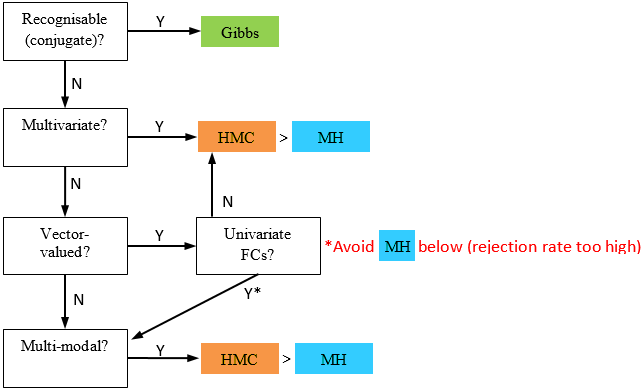 Recognisable
(conjugate)?
Y
Gibbs
N
Multivariate?
Y
HMC
>
MH
N
N
Vector-
valued?
Y
Univariate
FCs?
*Avoid MH below (rejection rate too high)
N
Y*
Multi-modal?
Y
HMC
>
MH